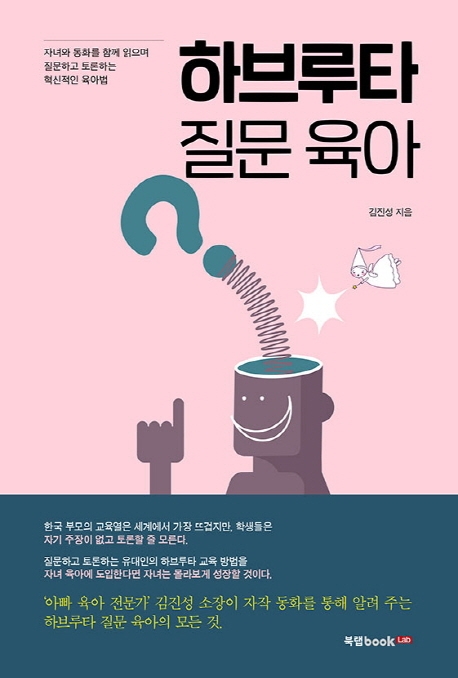 자녀와 동화를 함께 읽으며
질문하고 토론하는
혁신적인 육아법
하브루타
질문 육아
김진성 지음
한국 부모의 교육열은 세계에서 가장 뜨겁지만, 학생들은
자기 주장이 없고 토론할 줄 모른다.
질문하고 토론하는 유대인의 하브루타 교육 방법을
자녀 육아에 도입한다면 자녀는 몰라보게 성장할 것이다.
'아빠 육아 전문가' 김진성 소장이 자작 동화를 통해 알려 주는
하브루타 질문 육아의 모든 것.
북랩book Lab